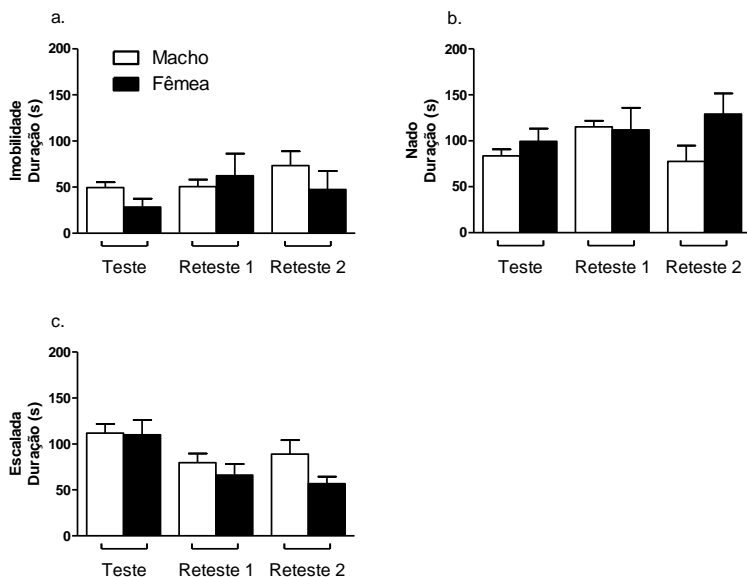 a.
Imobilidade
Duração (s)
200
150
100
50
0
Macho
Fêmea
Teste
Reteste 1
Reteste 2
b.
Nado
Duração (s)
200
150
100
50
0
Teste
Reteste 1
Reteste 2
c.
Escalada
Duração (s)
200
150
100
50
0
Teste
Reteste 1
Reteste 2